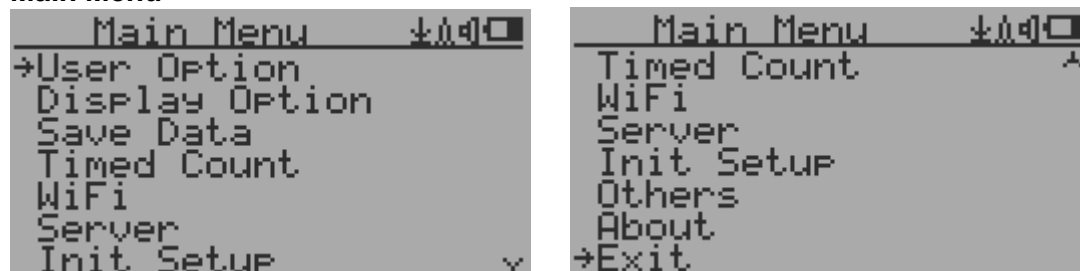 Main Menu
→User Option
Display Option
Save Data
Timed Count
WiFi
Server
Init Setup
Main Menu
Timed Count
WiFi
Server
Init Setup
Others
About
→Exit